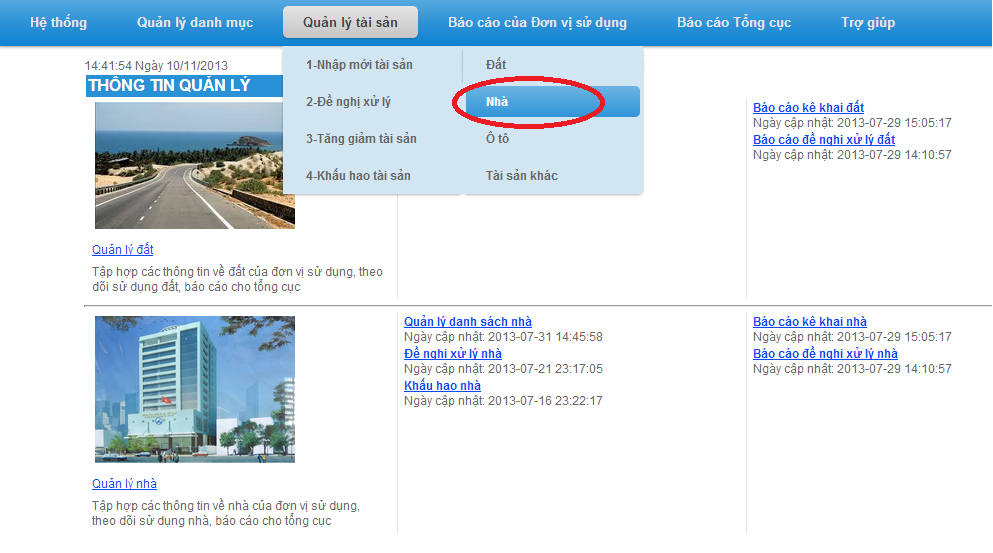 Hệ thống
Quản lý danh mục
Quản lý tài sản
Báo cáo của Đơn vị sử dụng
Báo cáo Tổng cục
Trợ giúp
1-Nhập mới tài sản
2-Đề nghị xử lý
3-Tăng giảm tài sản
4-Khấu hao tài sản
Đất
Nhà
Ô tô
Tài sản khác
14:41:54 Ngày 10/11/2013
THÔNG TIN QUẢN LÝ
Quản lý đất
Tập hợp các thông tin về đất của đơn vị sử dụng, theo
dõi sử dụng đất, báo cáo cho tổng cục
Báo cáo kê khai đất
Ngày cập nhật: 2013-07-29 15:05:17
Báo cáo đề nghị xử lý đất
Ngày cập nhật: 2013-07-29 14:10:57
Quản lý nhà
Tập hợp các thông tin về nhà của đơn vị sử dụng,
theo dõi sử dụng nhà, báo cáo cho tổng cục
Quản lý danh sách nhà
Ngày cập nhật: 2013-07-31 14:45:58
Đề nghi xử lý nhà
Ngày cập nhật: 2013-07-21 23:17:05
Khấu hao nhà
Ngày cập nhật: 2013-07-16 23:22:17
Báo cáo kê khai nhà
Ngày cập nhật: 2013-07-29 15:05:17
Báo cáo đề nghi xử lý nhà
Ngày cập nhật: 2013-07-29 14:10:57